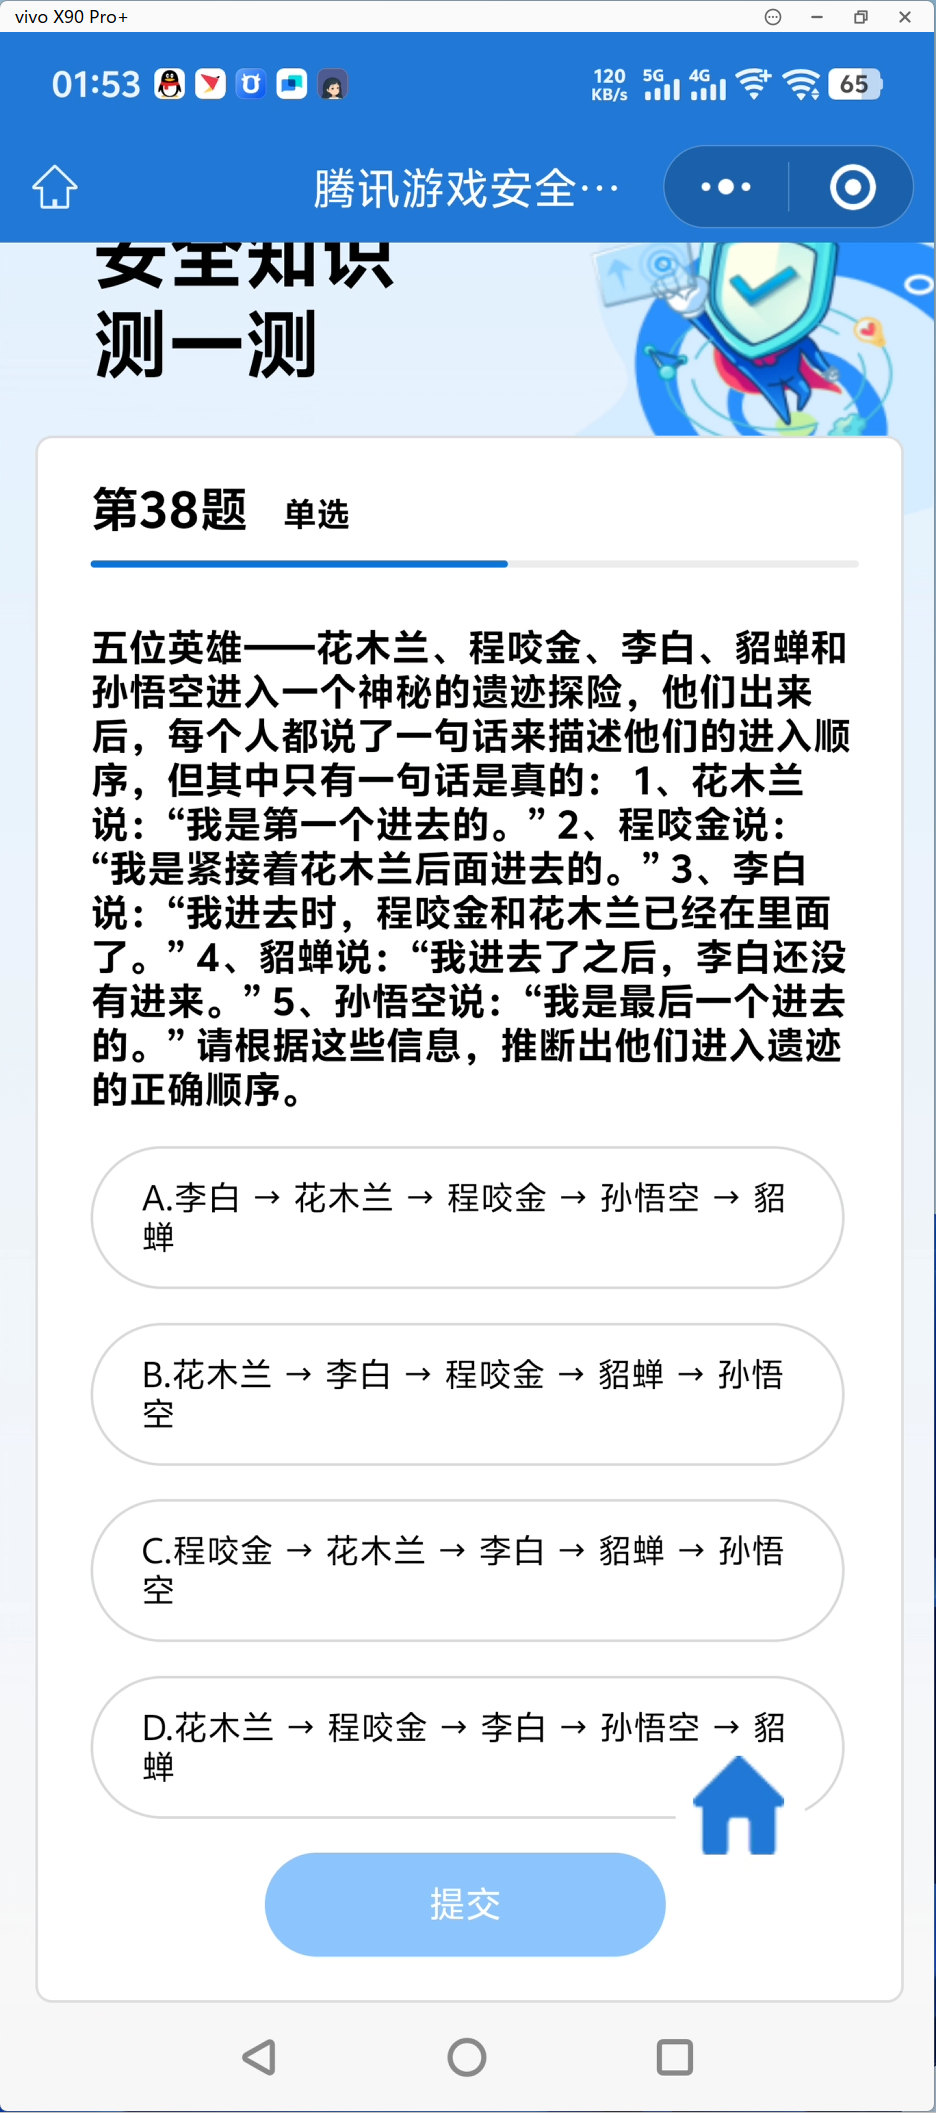 vivo X90 Pro+
01:53
120 KB/s 5G 4G 65
腾讯游戏安全···
安全知识
测一测
第38题 单选
五位英雄——花木兰、程咬金、李白、貂蝉和
孙悟空进入一个神秘的遗迹探险，他们出来
后，每个人都说了一句话来描述他们的进入顺
序，但其中只有一句话是真的： 1、花木兰
说：“我是第一个进去的。” 2、程咬金说：
“我是紧接着花木兰后面进去的。” 3、李白
说：“我进去时，程咬金和花木兰已经在里面
了。” 4、貂蝉说：“我进去了之后，李白还没
有进来。” 5、孙悟空说：“我是最后一个进去
的。” 请根据这些信息，推断出他们进入遗迹
的正确顺序。
A.李白 → 花木兰 → 程咬金 → 孙悟空 → 貂
蝉
B.花木兰 → 李白 → 程咬金 → 貂蝉 → 孙悟
空
C.程咬金 → 花木兰 → 李白 → 貂蝉 → 孙悟
空
D.花木兰 → 程咬金 → 李白 → 孙悟空 → 貂
蝉
提交